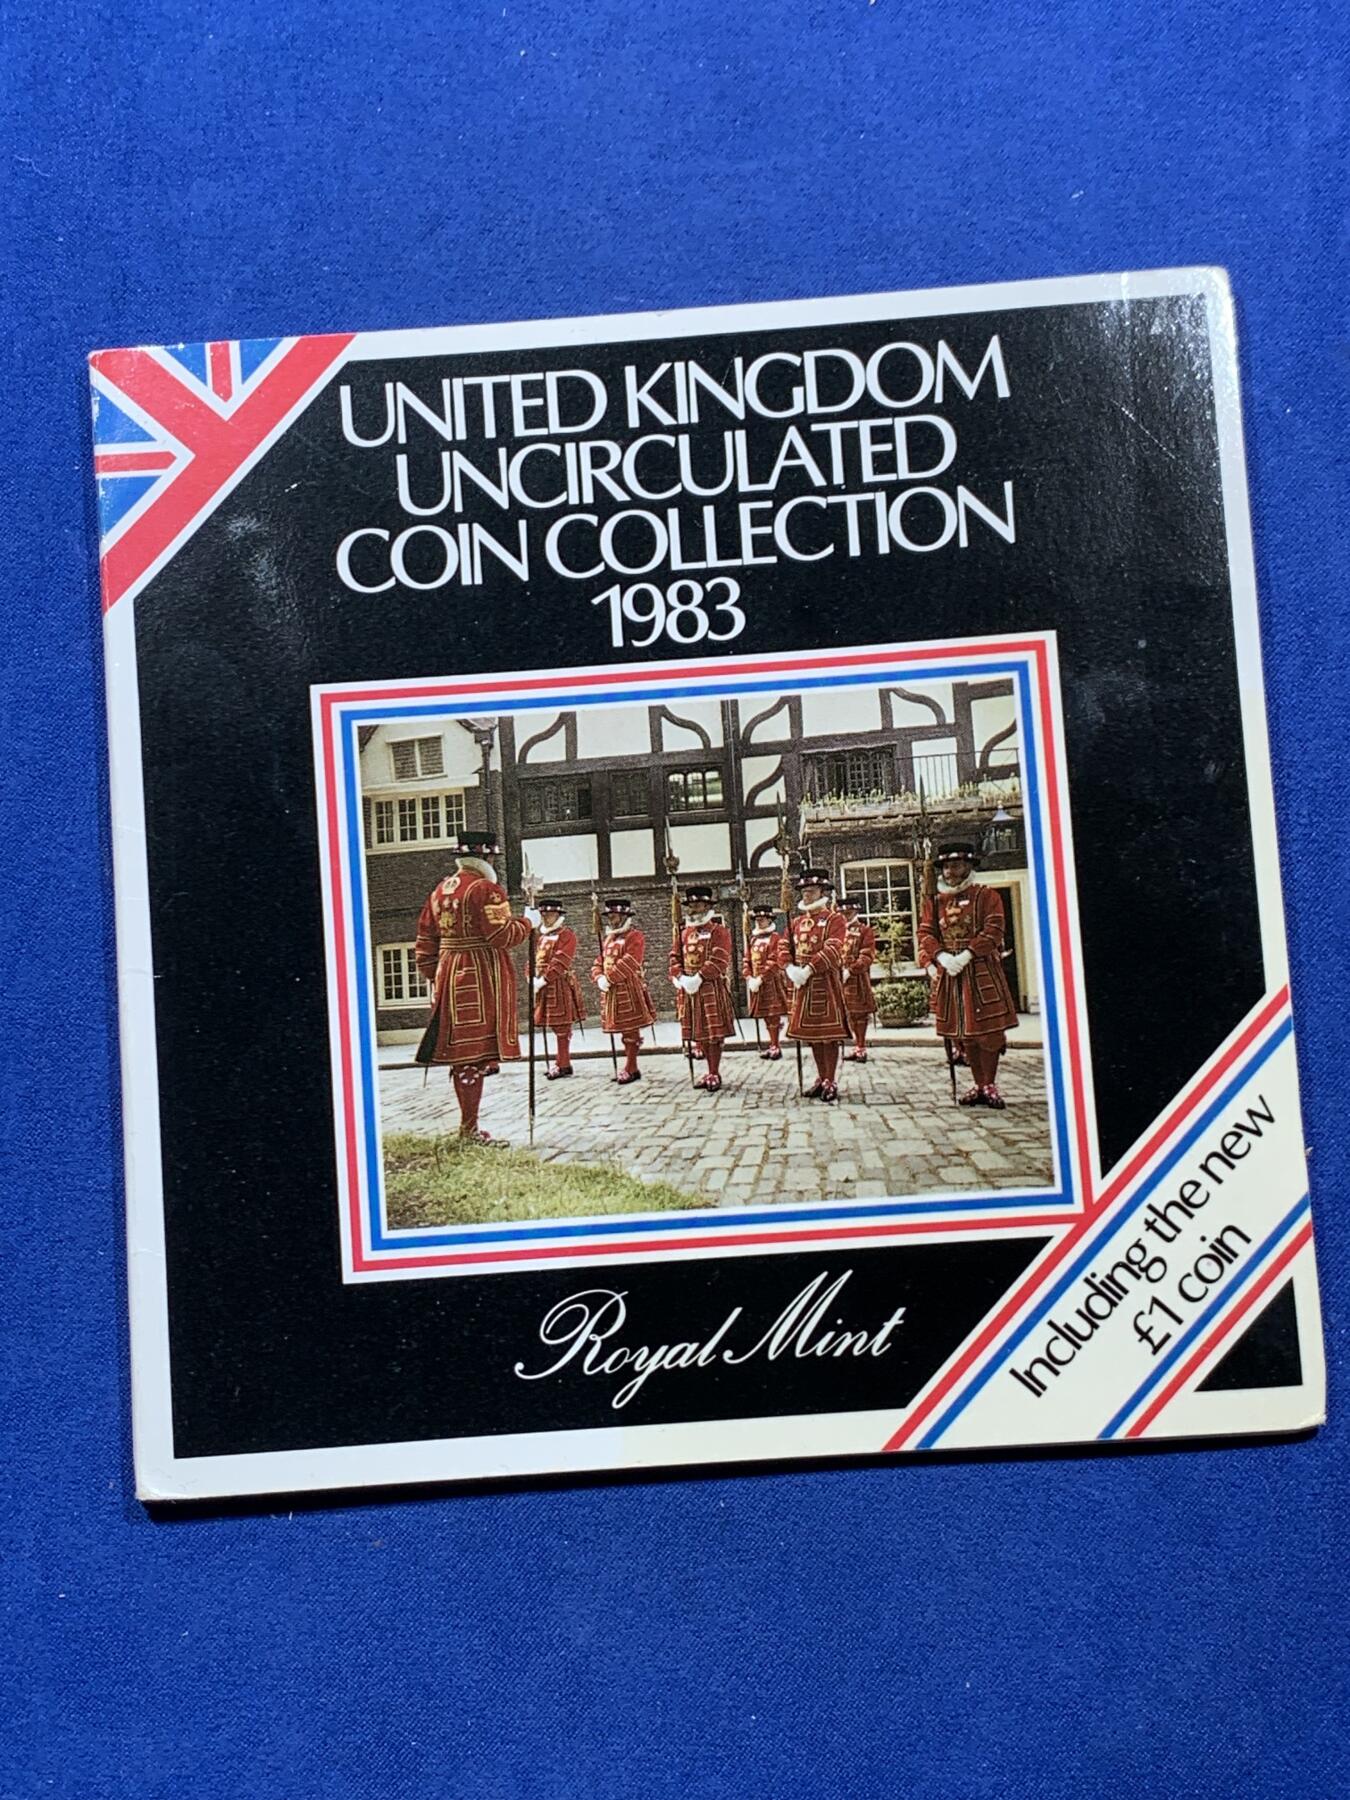 UNITED KINGDOM
UNCIRCULATED
COIN COLLECTION
1983
Royal Mint
Including the new
£1 coin